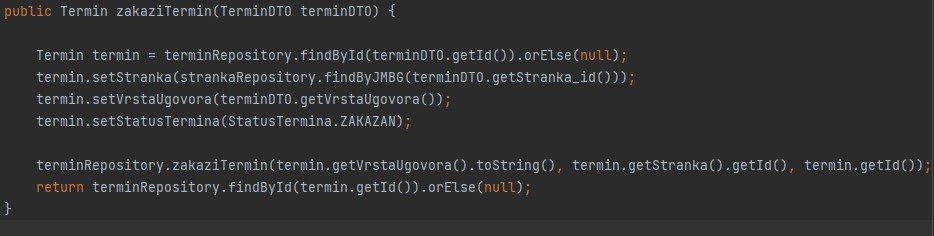 public Termin zakaziTermin(TerminDTO terminDTO) {
Termin termin = terminRepository.findById(terminDTO.getId()).orElse(null);
termin.setStranka(strankaRepository.findByJMBG(terminDTO.getStranka_id()));
termin.setVrstaUgovora(terminDTO.getVrstaUgovora());
termin.setStatusTermina(StatusTermina.ZAKAZAN);
terminRepository.zakaziTermin(termin.getVrstaUgovora().toString(), termin.getStranka().getId(), termin.getId());
return terminRepository.findById(termin.getId()).orElse(null);
}